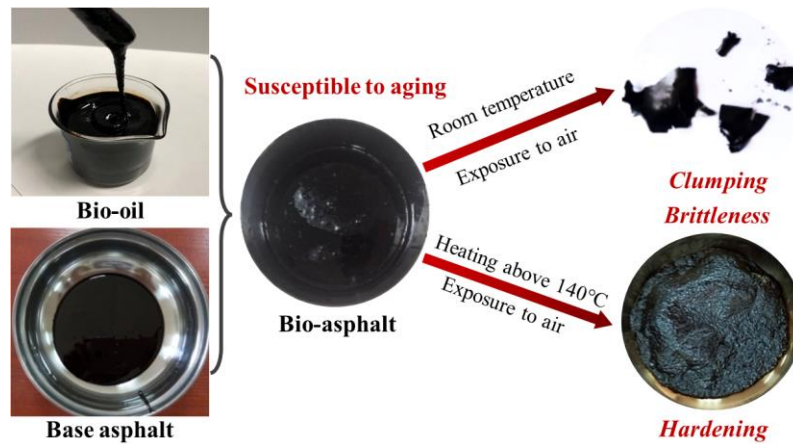 Bio-oil
Base asphalt
Susceptible to aging
Bio-asphalt
Room temperature
Exposure to air
Clumping
Brittleness
Heating above 140°C
Exposure to air
Hardening